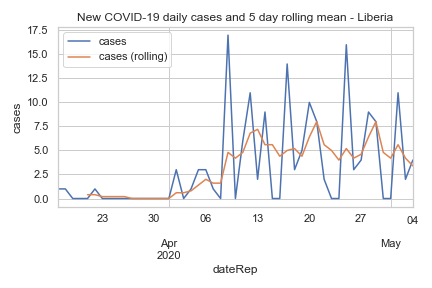 New COVID-19 daily cases and 5 day rolling mean - Liberia
cases
cases (rolling)
17.5
15.0
12.5
10.0
7.5
5.0
2.5
0.0
cases
23
30
06
13
20
27
04
Apr
2020
May
dateRep